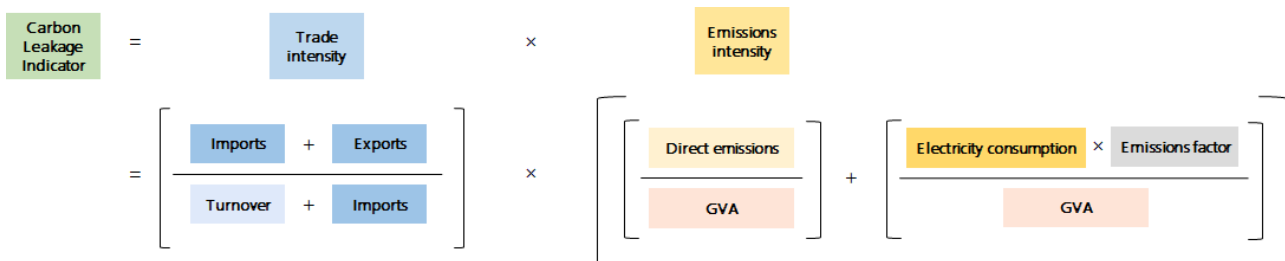 Carbon Leakage Indicator = Trade intensity × Emissions intensity
= [ Imports + Exports / Turnover + Imports ] × [ [ Direct emissions / GVA ] + [ Electricity consumption × Emissions factor / GVA ] ]